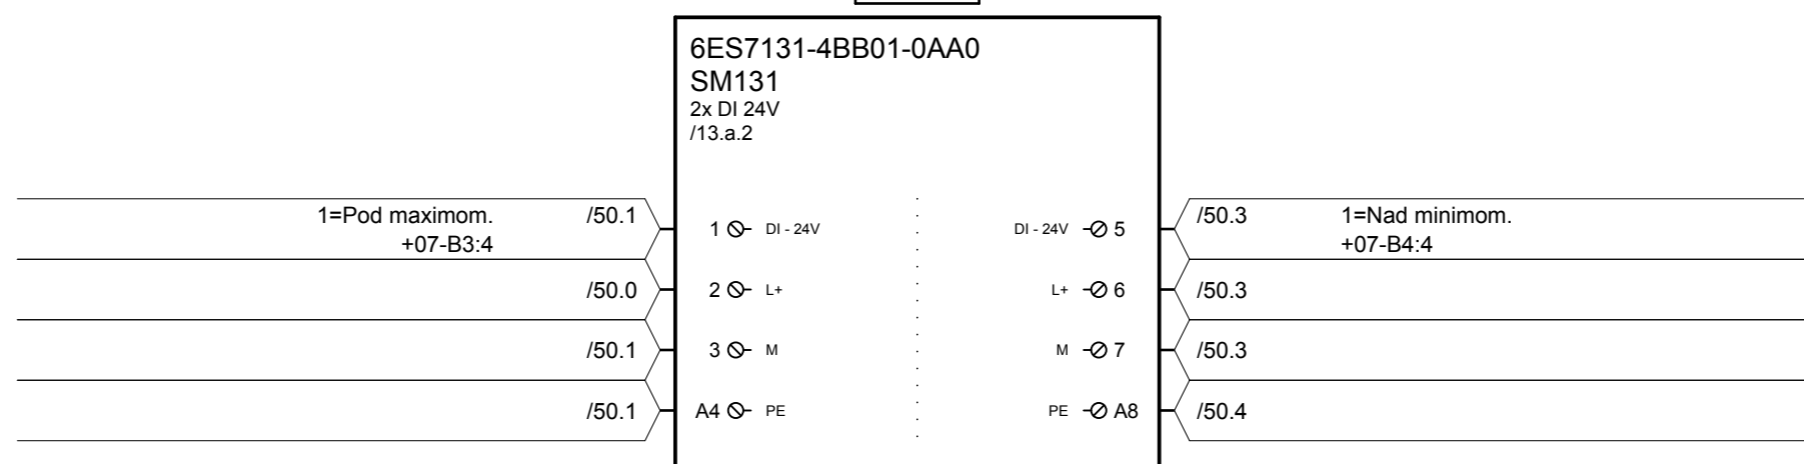 6ES7131-4BB01-0AA0
SM131
2x DI 24V
/13.a.2
1=Pod maximom. /50.1 1 DI - 24V DI - 24V 5 /50.3 1=Nad minimom.
+07-B3:4 +07-B4:4
/50.0 2 L+ L+ 6 /50.3
/50.1 3 M M 7 /50.3
/50.1 A4 PE PE A8 /50.4